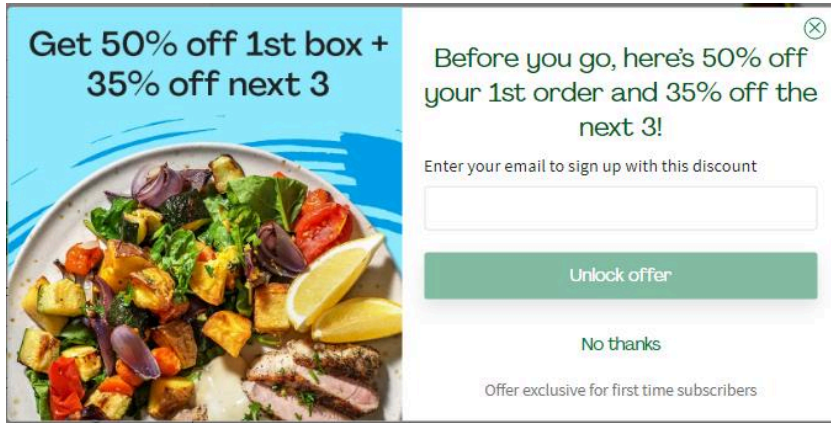 Get 50% off 1st box +
35% off next 3
Before you go, here's 50% off
your 1st order and 35% off the
next 3!
Enter your email to sign up with this discount
Unlock offer
No thanks
Offer exclusive for first time subscribers